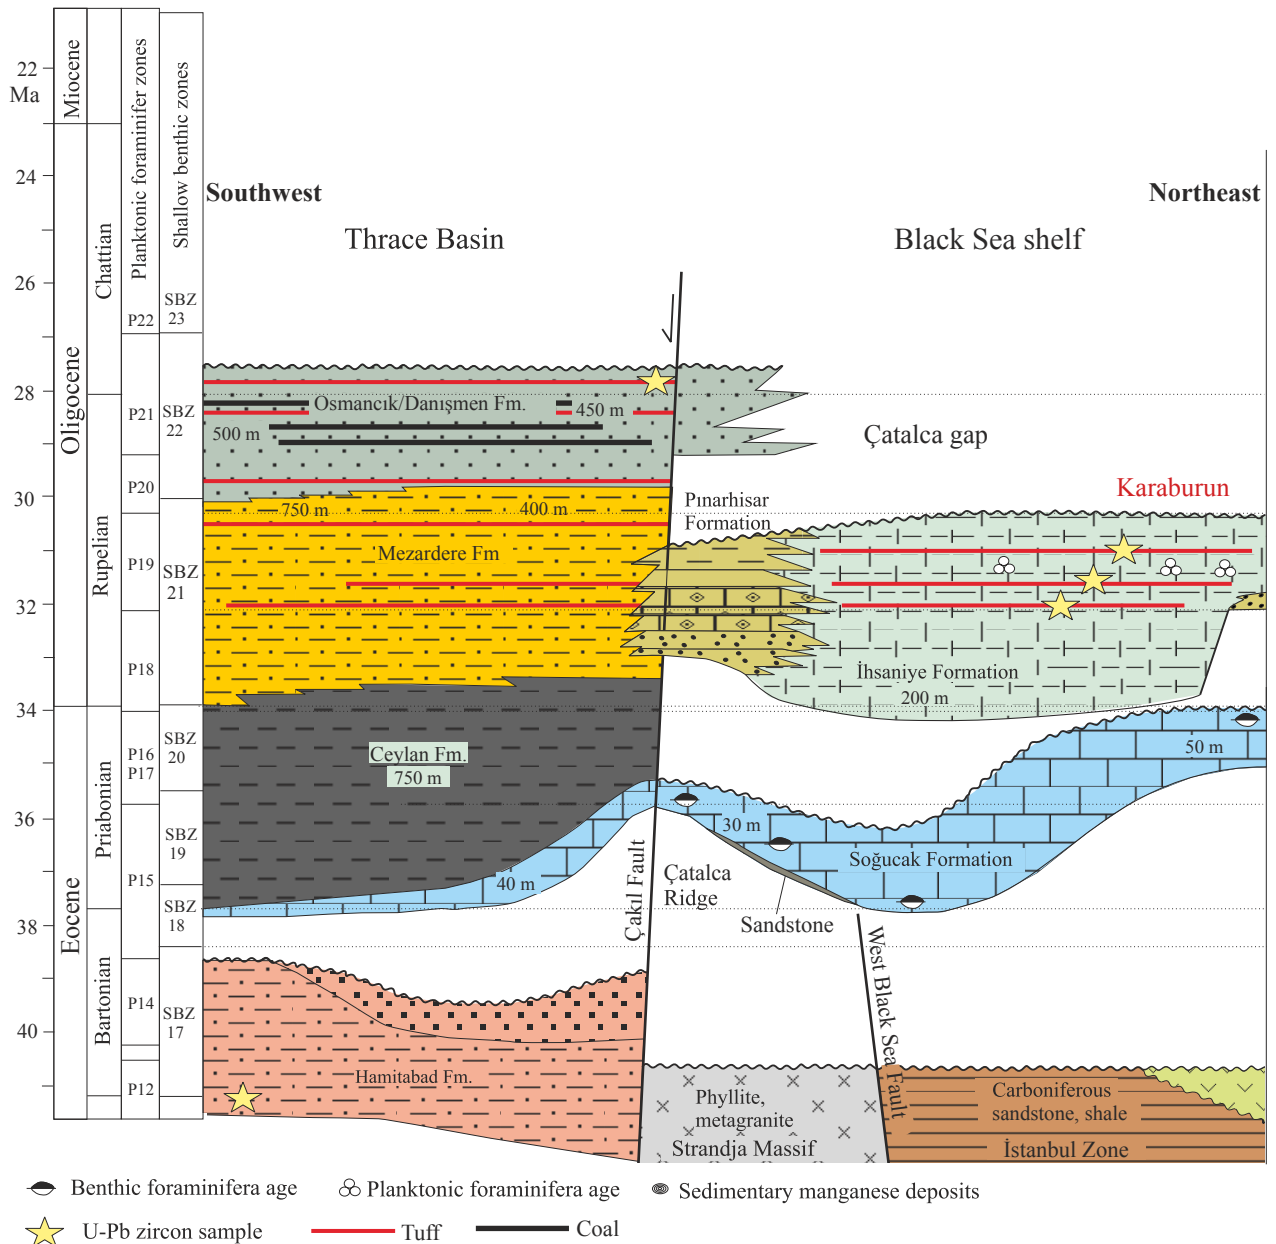 22
Ma
24
26
28
30
32
34
36
38
40
Miocene
Oligocene
Eocene
Chattian
Rupelian
Priabonian
Bartonian
Planktonic foraminifer zones
P22
P21
P20
P19
P18
P16
P17
P15
P14
P12
Shallow benthic zones
SBZ
23
SBZ
22
SBZ
21
SBZ
20
SBZ
19
SBZ
18
SBZ
17
Southwest
Northeast
Thrace Basin
Black Sea shelf
Osmancık/Danışmen Fm.
450 m
500 m
Çatalca gap
Karaburun
750 m
400 m
Pınarhisar
Formation
Mezardere Fm
İhsaniye Formation
200 m
Ceylan Fm.
750 m
50 m
30 m
Soğucak Formation
40 m
Çakıl Fault
Çatalca
Ridge
Sandstone
West Black Sea Fault
Hamitabad Fm.
Phyllite,
metagranite
Strandja Massif
Carboniferous
sandstone, shale
İstanbul Zone
Benthic foraminifera age
Planktonic foraminifera age
Sedimentary manganese deposits
U-Pb zircon sample
Tuff
Coal